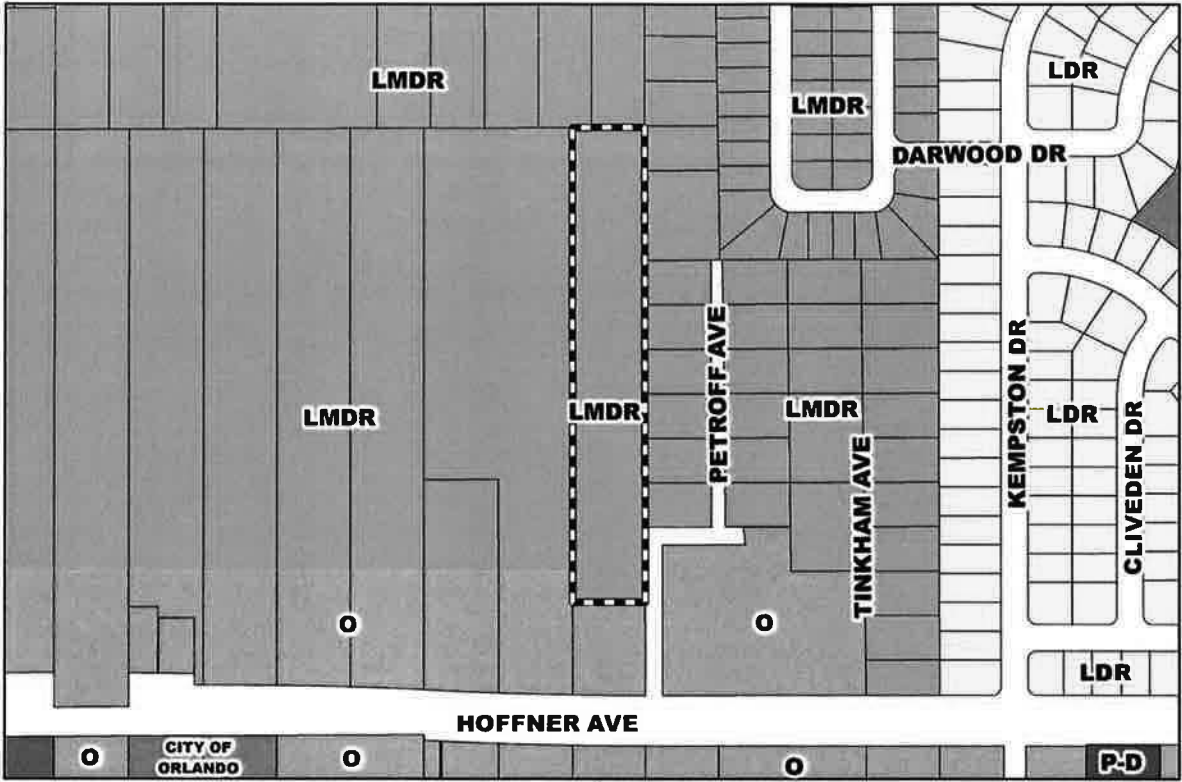 LMDR
LDR
LMDR
DARWOOD DR
LMDR
LMDR
PETROFF AVE
LMDR
TINKHAM AVE
KEMPSTON DR
LDR
CLIVEDEN DR
O
O
LDR
HOFFNER AVE
O
CITY OF
ORLANDO
O
O
P-D